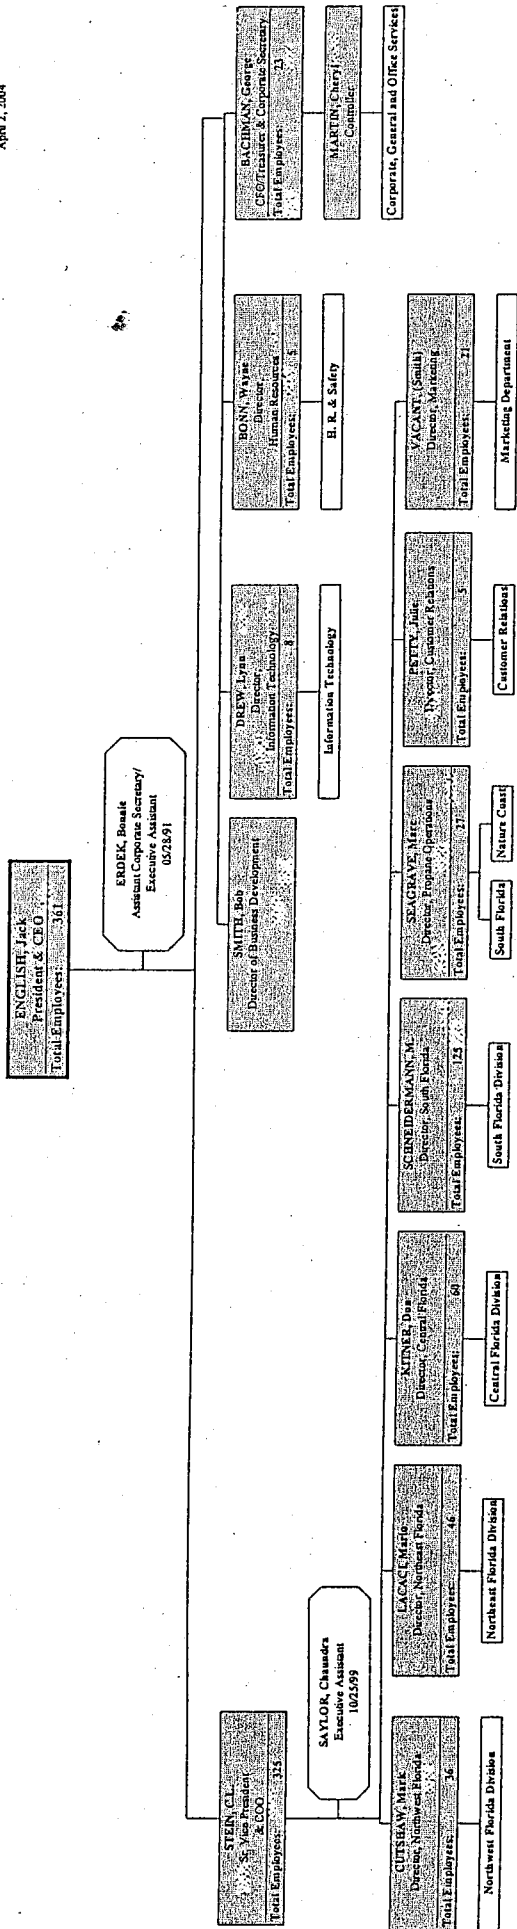 April 2, 2004
ENGLISH, Jack
President & CEO
Total Employees: 361
ERDEK, Bonnie
Assistant Corporate Secretary/
Executive Assistant
05/28/91
STEIN, C.L.
Sr. Vice President
& COO
Total Employees: 325
SMITH, Bob
Director of Business Development
DREW, Lynn
Director,
Information Technology
Total Employees: 8
Information Technology
BONN, Wayne
Director
Human Resources
Total Employees: 5
H. R. & Safety
BACHMAN, George
CFO/Treasurer & Corporate Secretary
Total Employees: 23
MARTIN, Cheryl
Controller
Corporate, General and Office Services
SAYLOR, Chaundra
Executive Assistant
10/25/99
CUTSHAW, Mark
Director, Northwest Florida
Total Employees: 36
Northwest Florida Division
LACACI, Mario
Director, Northeast Florida
Total Employees: 46
Northeast Florida Division
KITNER, Don
Director, Central Florida
Total Employees: 60
Central Florida Division
SCHNEIDERMANN, M.
Director, South Florida
Total Employees: 125
South Florida Division
SEAGRAVE, Marc
Director, Propane Operations
Total Employees: 27
South Florida
Nature Coast
PETTY, Julie
Director, Customer Relations
Total Employees: 5
Customer Relations
VACANT, (Smith)
Director, Marketing
Total Employees: 21
Marketing Department